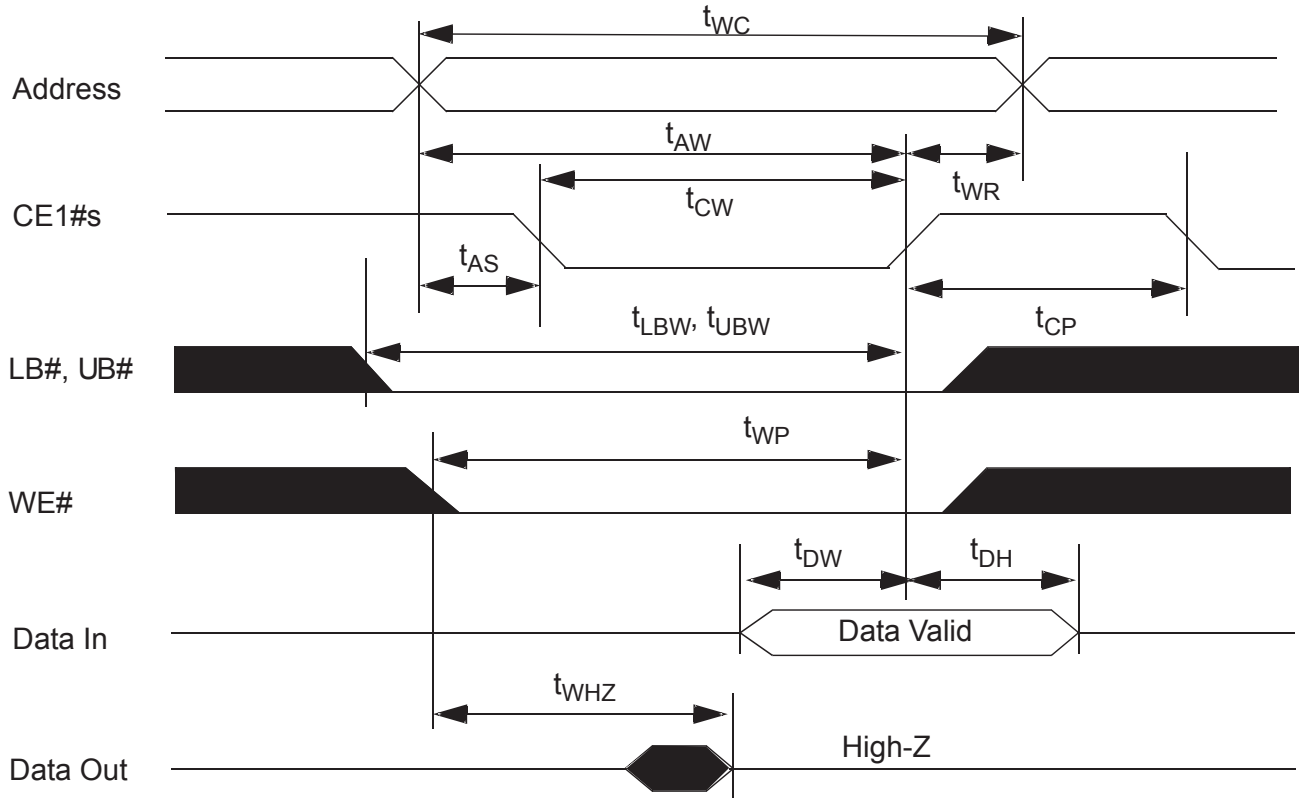 tWC
Address
tAW
tWR
tCW
CE1#s
tAS
tCP
tLBW, tUBW
LB#, UB#
tWP
WE#
tDW
tDH
Data In
Data Valid
tWHZ
Data Out
High-Z